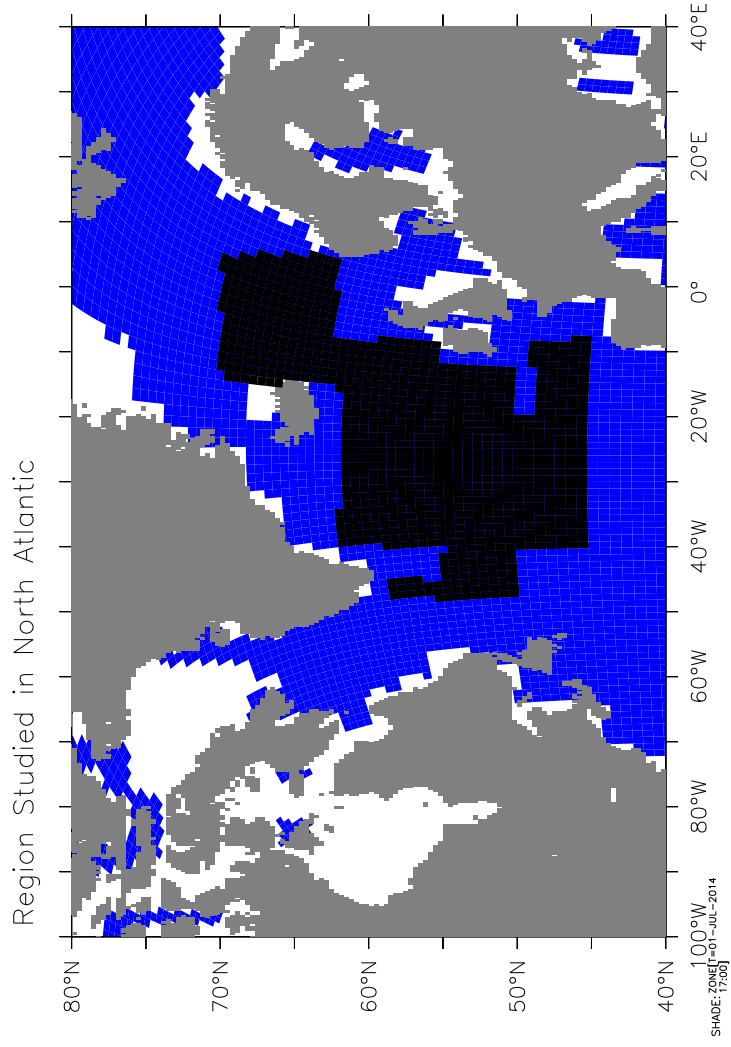 Region Studied in North Atlantic
80°N
70°N
60°N
50°N
40°N
100°W
80°W
60°W
40°W
20°W
0°
20°E
40°E
SHADE: ZONE[T=01-JUL-2014
17:00]